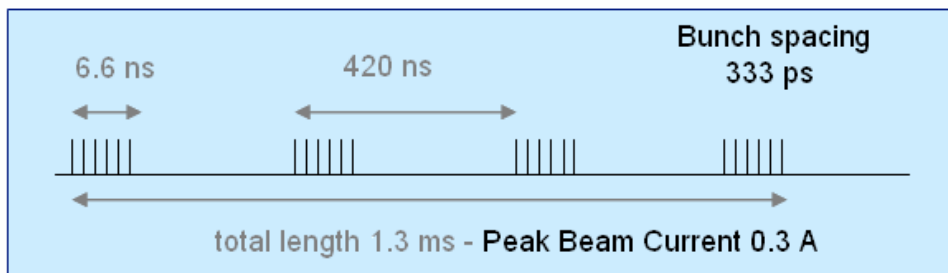 Bunch spacing
333 ps
6.6 ns
420 ns
total length 1.3 ms - Peak Beam Current 0.3 A